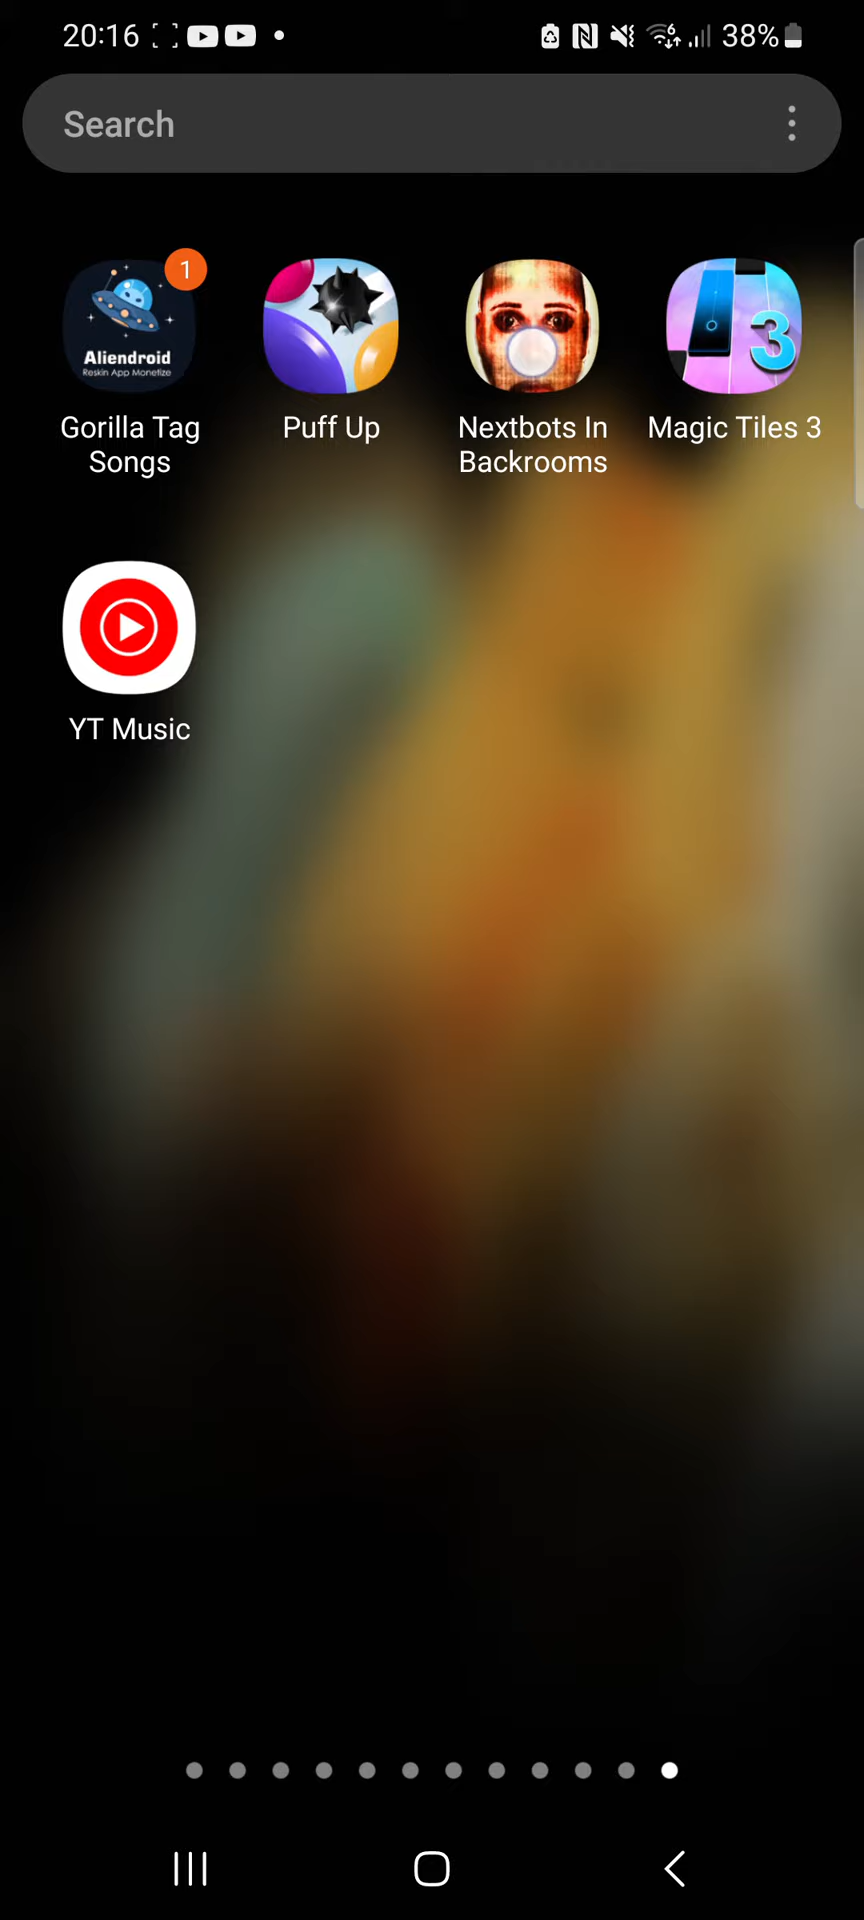 20:16
38%
Search
1
Aliendroid
Reskin App Monetize
3
Gorilla Tag
Songs
Puff Up
Nextbots In
Backrooms
Magic Tiles 3
YT Music